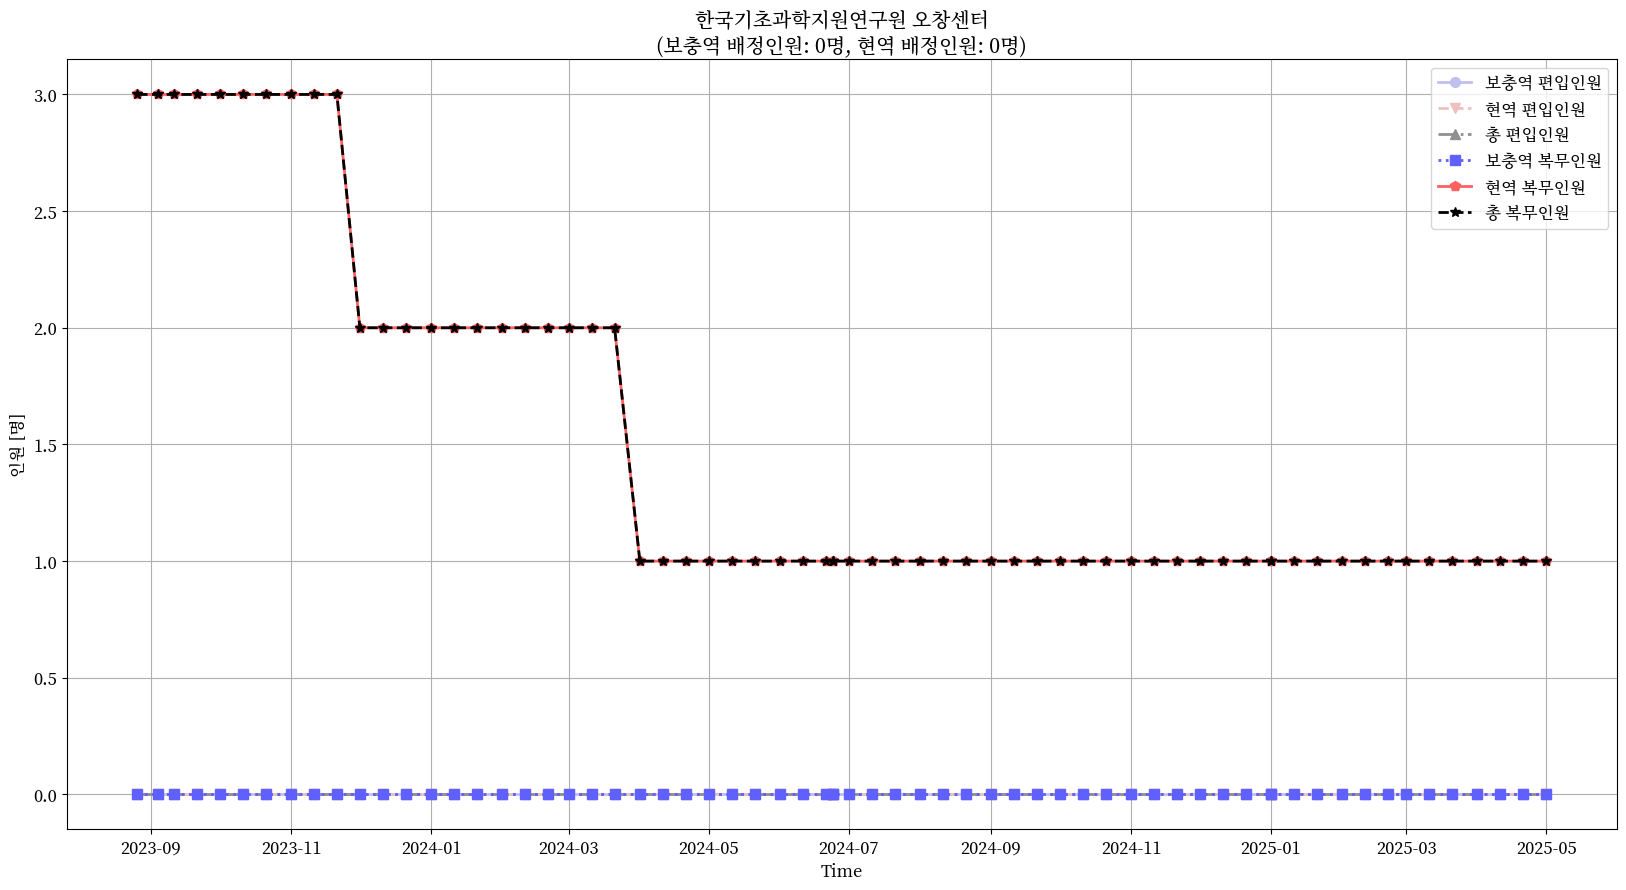 한국기초과학지원연구원 오창센터
(보충역 배정인원: 0명, 현역 배정인원: 0명)
보충역 편입인원
현역 편입인원
총 편입인원
보충역 복무인원
현역 복무인원
총 복무인원
인원 [명]
3.0
2.5
2.0
1.5
1.0
0.5
0.0
2023-09
2023-11
2024-01
2024-03
2024-05
2024-07
2024-09
2024-11
2025-01
2025-03
2025-05
Time